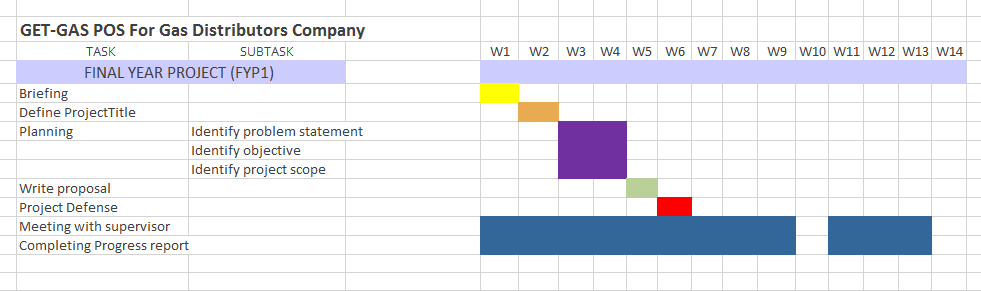 GET-GAS POS For Gas Distributors Company
TASK SUBTASK W1 W2 W3 W4 W5 W6 W7 W8 W9 W10 W11 W12 W13 W14
FINAL YEAR PROJECT (FYP1)
Briefing
Define ProjectTitle
Planning Identify problem statement
Identify objective
Identify project scope
Write proposal
Project Defense
Meeting with supervisor
Completing Progress report